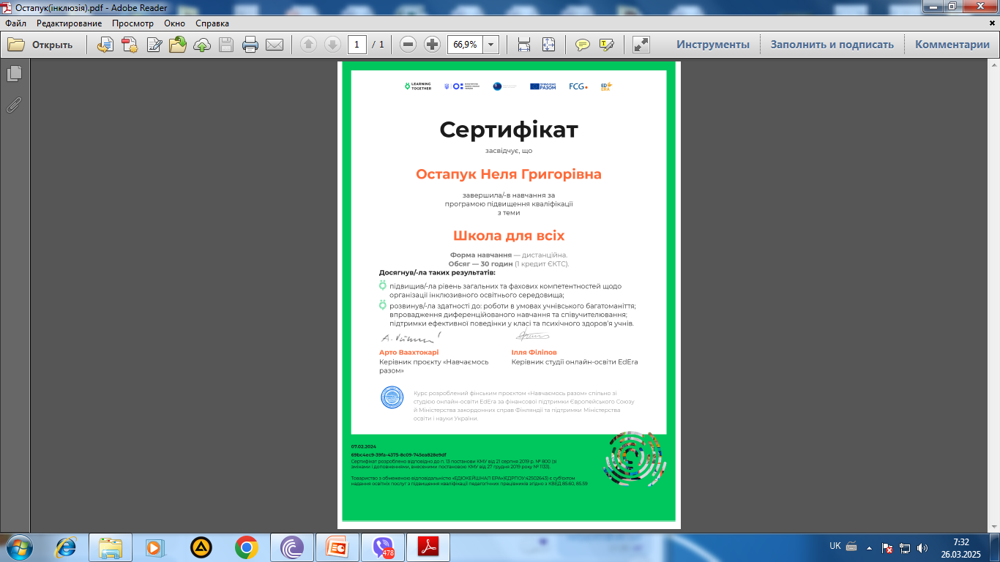 Остапук(інклюзія).pdf - Adobe Reader
Файл Редактирование Просмотр Окно Справка
Открыть 1 / 1 66,9% Инструменты Заполнить и подписать Комментарии
LEARNING TOGETHER
РАЗОМ
FCG
ED ERA
Сертифікат
засвідчує, що
Остапук Неля Григорівна
завершила/-в навчання за
програмою підвищення кваліфікації
з теми
Школа для всіх
Форма навчання — дистанційна.
Обсяг — 30 годин (1 кредит ЄКТС).
Досягнув/-ла таких результатів:
підвищив/-ла рівень загальних та фахових компетентностей щодо
організації інклюзивного освітнього середовища;
розвинув/-ла здатності до: роботи в умовах учнівського багатоманіття;
впровадження диференційованого навчання та співучителювання;
підтримки ефективної поведінки у класі та психічного здоров'я учнів.
Арто Ваахтокарі
Керівник проєкту «Навчаємось
разом»
Ілля Філіпов
Керівник студії онлайн-освіти EdEra
Курс розроблений фінським проєктом «Навчаємось разом» спільно зі
студією онлайн-освіти EdEra за фінансової підтримки Європейського Союзу
й Міністерства закордонних справ Фінляндії та підтримки Міністерства
освіти і науки України.
07.02.2024
69bc4ec9-39fa-4375-8c09-745ea828e9df
Сертифікат розроблено відповідно до п. 13 постанови КМУ від 21 серпня 2019 р. № 800 (зі
змінами і доповненнями, внесеними постановою КМУ від 27 грудня 2019 року № 1133).
Товариство з обмеженою відповідальністю «ЕДЮКЕЙШНАЛ ЕРА»(ЄДРПОУ:42502643) є суб'єктом
надання освітніх послуг з підвищення кваліфікації педагогічних працівників згідно з КВЕД 85.60, 85.59
478
UK
7:32
26.03.2025